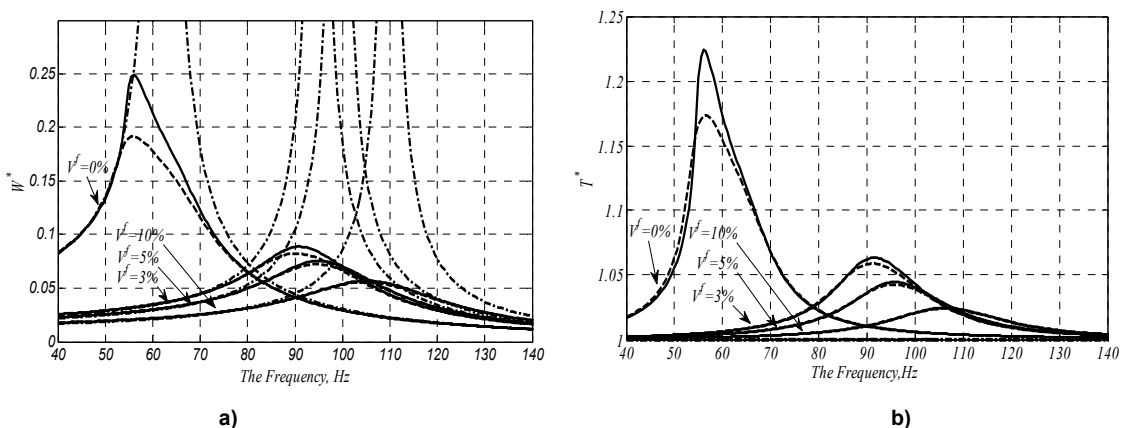 0.25
0.2
0.15
0.1
0.05
0
W*
V^f=0%
V^f=10%
V^f=5%
V^f=3%
40 50 60 70 80 90 100 110 120 130 140
The Frequency, Hz
a)
1.25
1.2
1.15
1.1
1.05
1
T*
V^f=0%
V^f=10%
V^f=5%
V^f=3%
40 50 60 70 80 90 100 110 120 130 140
The Frequency,Hz
b)